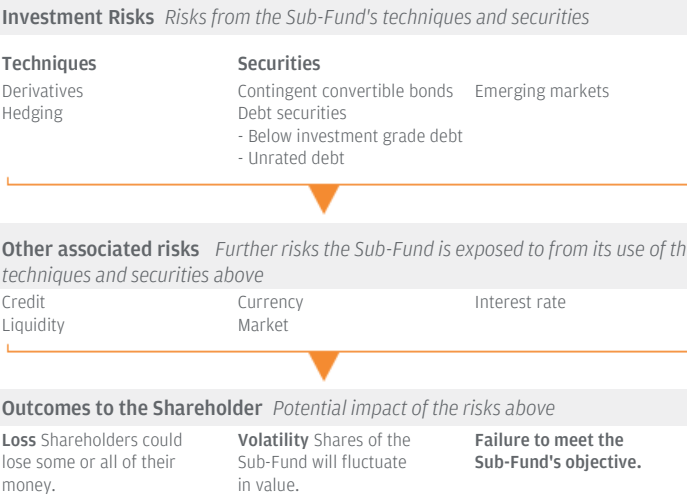 Investment Risks Risks from the Sub-Fund's techniques and securities
Techniques
Derivatives
Hedging
Securities
Contingent convertible bonds
Debt securities
- Below investment grade debt
- Unrated debt
Emerging markets
Other associated risks Further risks the Sub-Fund is exposed to from its use of th
techniques and securities above
Credit
Liquidity
Currency
Market
Interest rate
Outcomes to the Shareholder Potential impact of the risks above
Loss Shareholders could
lose some or all of their
money.
Volatility Shares of the
Sub-Fund will fluctuate
in value.
Failure to meet the
Sub-Fund's objective.